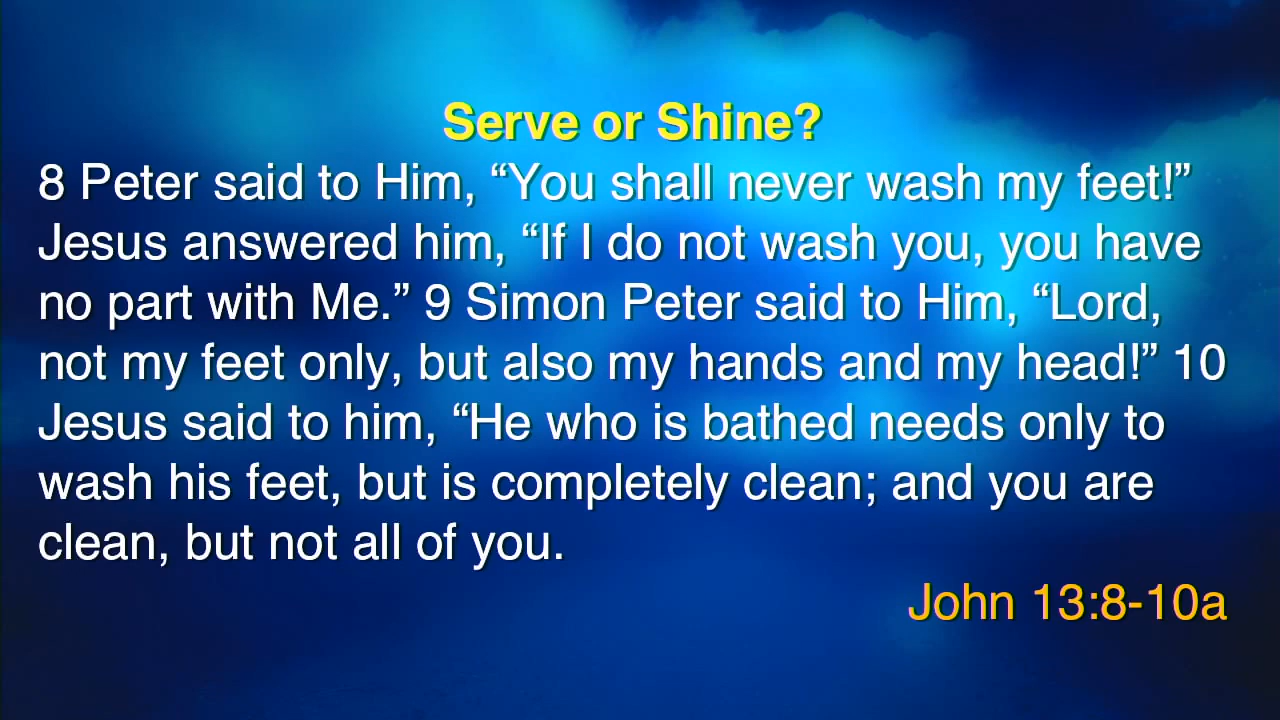 Serve or Shine?
8 Peter said to Him, “You shall never wash my feet!”
Jesus answered him, “If I do not wash you, you have
no part with Me.” 9 Simon Peter said to Him, “Lord,
not my feet only, but also my hands and my head!” 10
Jesus said to him, “He who is bathed needs only to
wash his feet, but is completely clean; and you are
clean, but not all of you.
John 13:8-10a